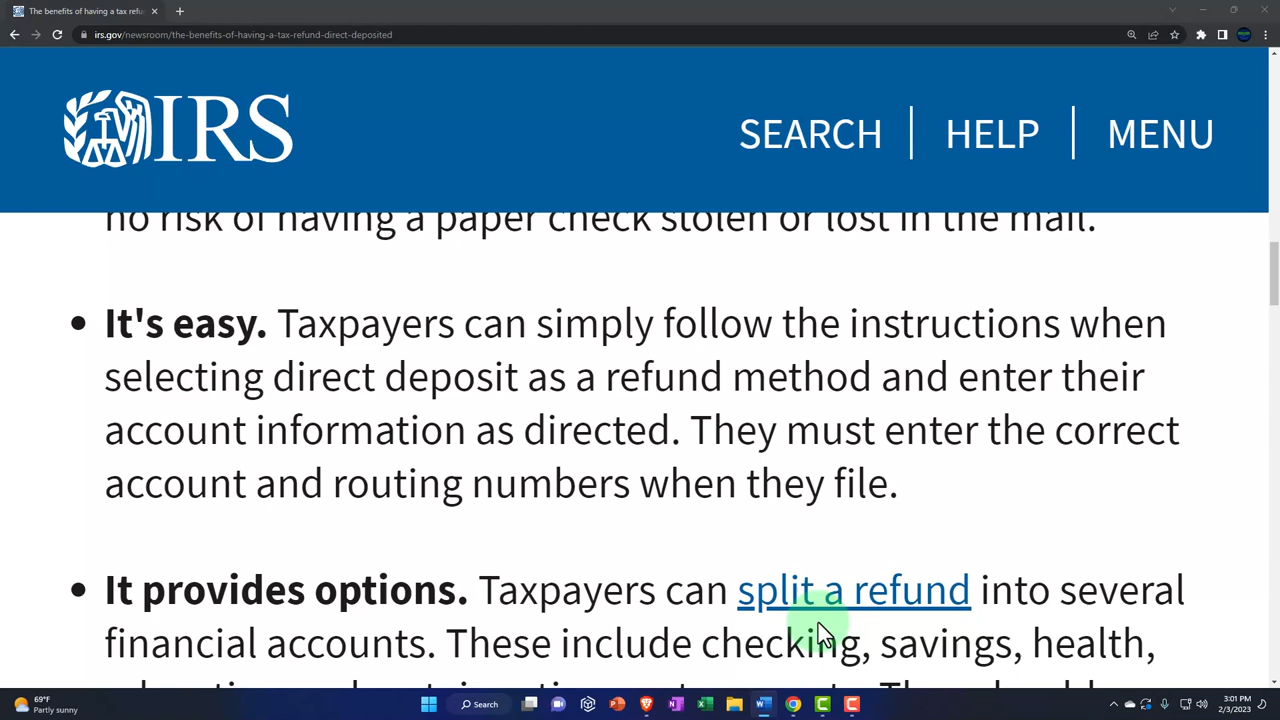 The benefits of having a tax refu
irs.gov/newsroom/the-benefits-of-having-a-tax-refund-direct-deposited
IRS
SEARCH | HELP | MENU
no risk of having a paper check stolen or lost in the mail.
• It's easy. Taxpayers can simply follow the instructions when
selecting direct deposit as a refund method and enter their
account information as directed. They must enter the correct
account and routing numbers when they file.
• It provides options. Taxpayers can split a refund into several
financial accounts. These include checking, savings, health,
69°F
Partly sunny
Search
3:01 PM
2/3/2023